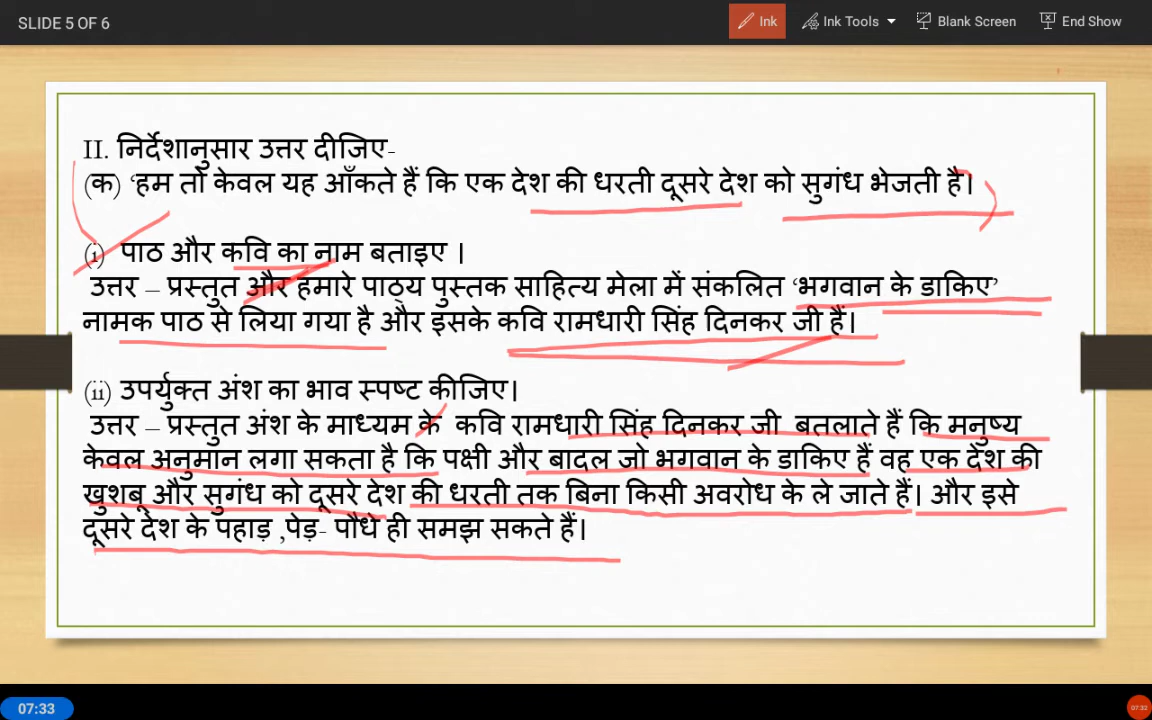 SLIDE 5 OF 6
Ink
Ink Tools
Blank Screen
End Show
II. निर्देशानुसार उत्तर दीजिए-
(क) ‘हम तो केवल यह आँकते हैं कि एक देश की धरती दूसरे देश को सुगंध भेजती है।
(i) पाठ और कवि का नाम बताइए ।
उत्तर – प्रस्तुत और हमारे पाठ्य पुस्तक साहित्य मेला में संकलित ‘भगवान के डाकिए’
नामक पाठ से लिया गया है और इसके कवि रामधारी सिंह दिनकर जी हैं।
(ii) उपर्युक्त अंश का भाव स्पष्ट कीजिए।
उत्तर – प्रस्तुत अंश के माध्यम के कवि रामधारी सिंह दिनकर जी बतलाते हैं कि मनुष्य
केवल अनुमान लगा सकता है कि पक्षी और बादल जो भगवान के डाकिए हैं वह एक देश की
खुशबू और सुगंध को दूसरे देश की धरती तक बिना किसी अवरोध के ले जाते हैं। और इसे
दूसरे देश के पहाड़ ,पेड़- पौधे ही समझ सकते हैं।
07:33
07:33